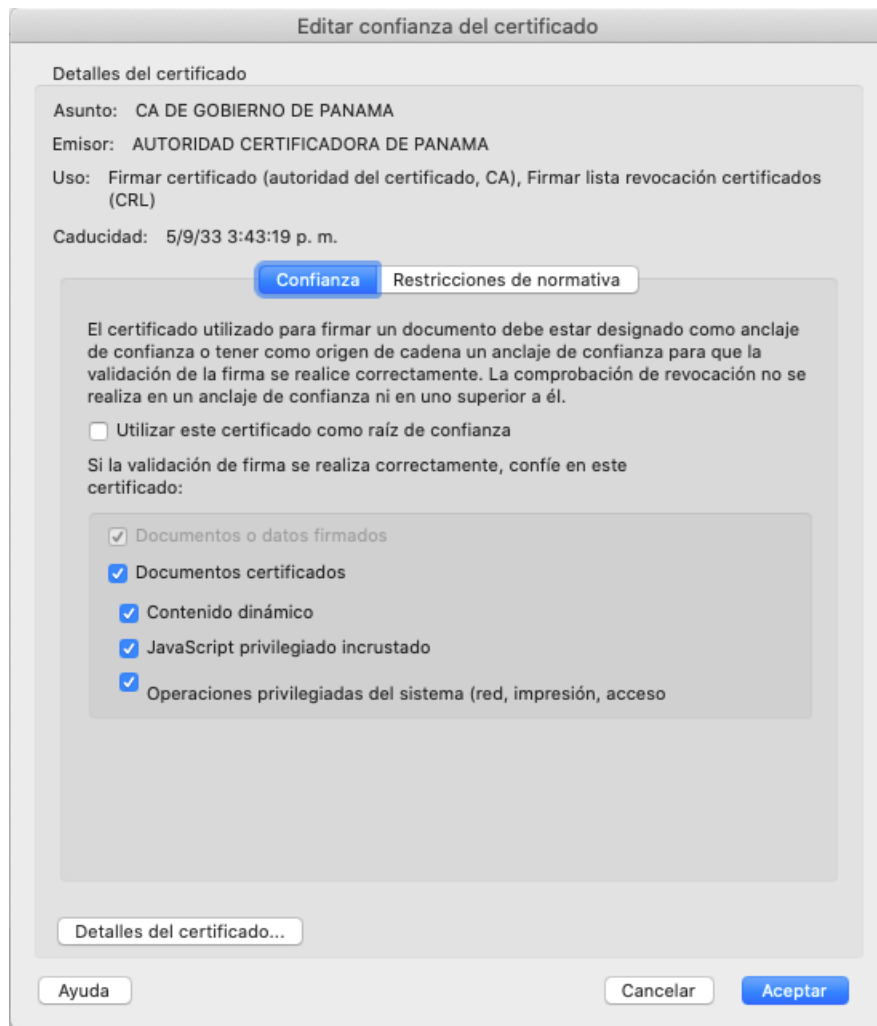 Editar confianza del certificado
Detalles del certificado
Asunto: CA DE GOBIERNO DE PANAMA
Emisor: AUTORIDAD CERTIFICADORA DE PANAMA
Uso: Firmar certificado (autoridad del certificado, CA), Firmar lista revocación certificados
(CRL)
Caducidad: 5/9/33 3:43:19 p. m.
Confianza Restricciones de normativa
El certificado utilizado para firmar un documento debe estar designado como anclaje
de confianza o tener como origen de cadena un anclaje de confianza para que la
validación de la firma se realice correctamente. La comprobación de revocación no se
realiza en un anclaje de confianza ni en uno superior a él.
Utilizar este certificado como raíz de confianza
Si la validación de firma se realiza correctamente, confíe en este
certificado:
Documentos o datos firmados
Documentos certificados
Contenido dinámico
JavaScript privilegiado incrustado
Operaciones privilegiadas del sistema (red, impresión, acceso
Detalles del certificado...
Ayuda Cancelar Aceptar